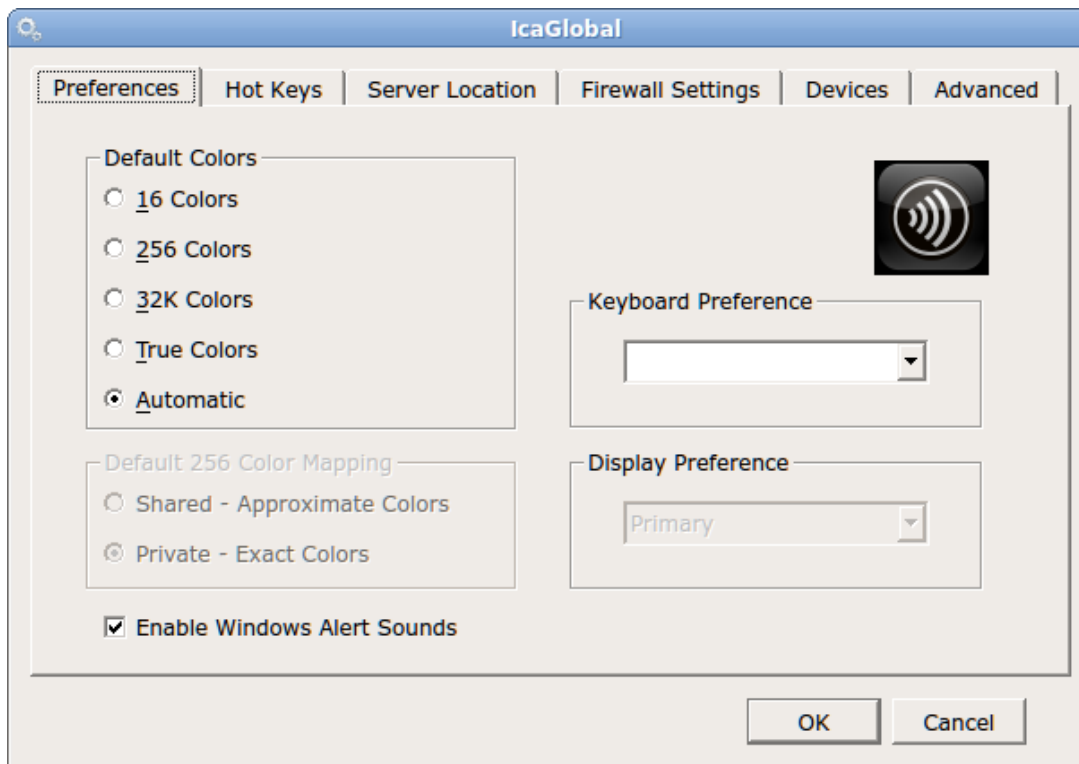 IcaGlobal
Preferences
Hot Keys
Server Location
Firewall Settings
Devices
Advanced
Default Colors
16 Colors
256 Colors
32K Colors
True Colors
Automatic
Keyboard Preference
Default 256 Color Mapping
Shared - Approximate Colors
Private - Exact Colors
Display Preference
Primary
Enable Windows Alert Sounds
OK
Cancel